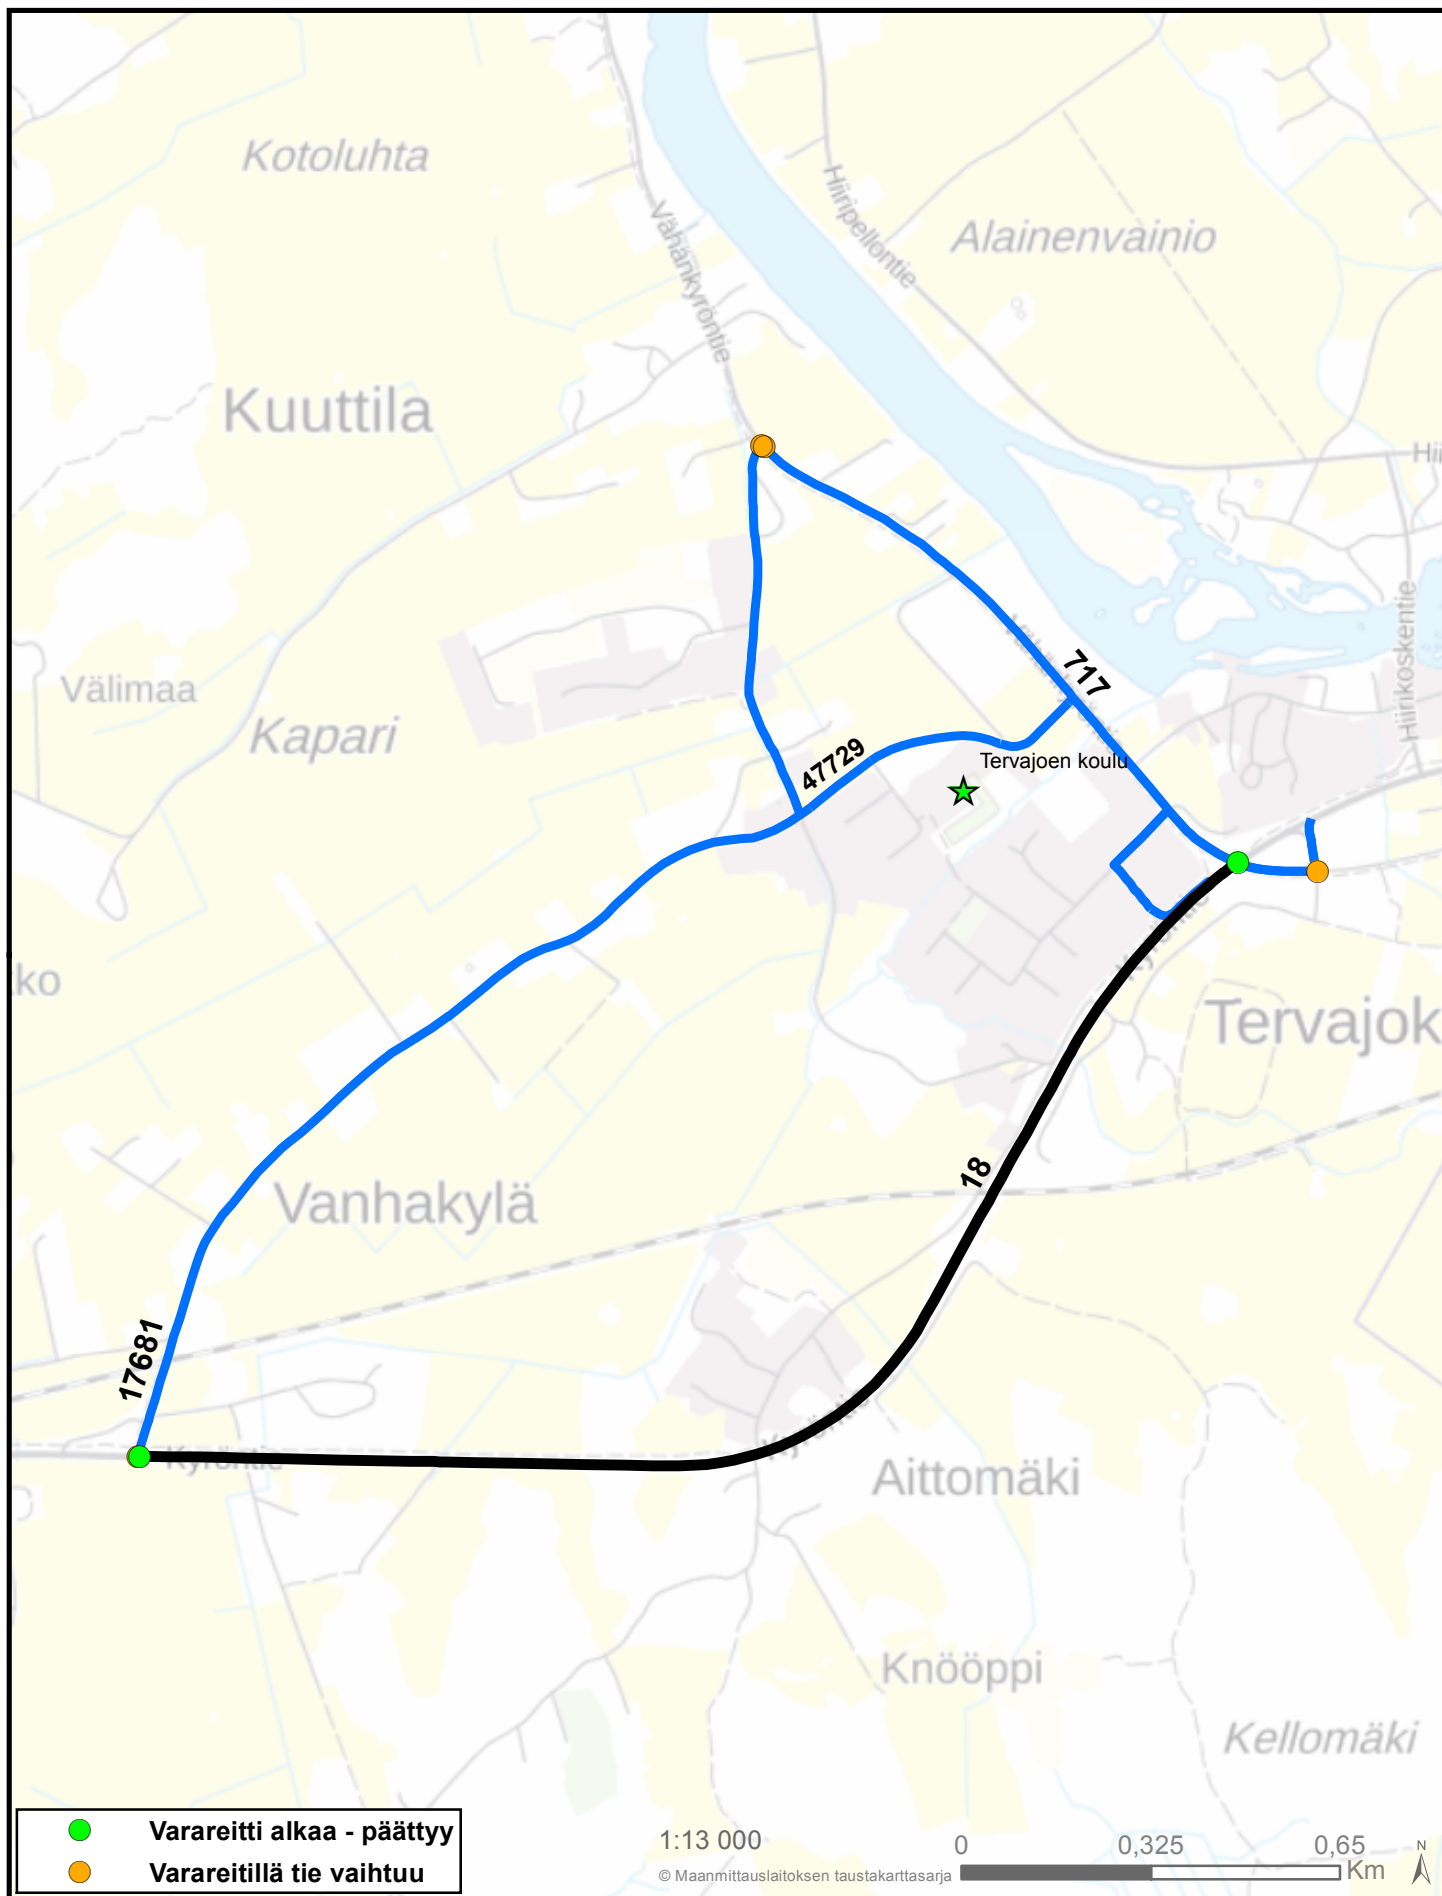 Kotoluhta
Hiiripellontie
Alainenvainio
Vähänkyröntie
Kuuttila
Hii
Hiirikoskentie
717
Välimaa
Kapari
47729
Tervajoen koulu
ko
Tervajok
18
Vanhakylä
17681
Kyröntie
Aittomäki
Knööppi
Kellomäki
Varareitti alkaa - päättyy
Varareitillä tie vaihtuu
1:13 000
© Maanmittauslaitoksen taustakarttasarja
0 0,325 0,65
Km
N